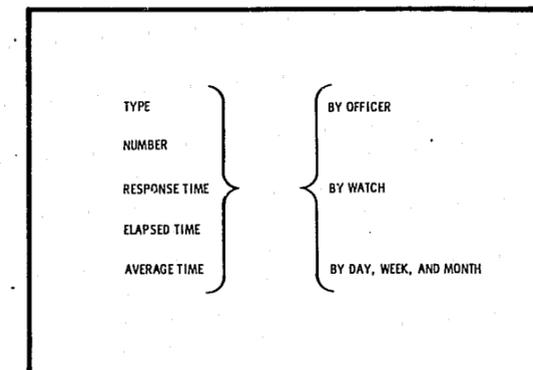 TYPE
NUMBER
RESPONSE TIME
ELAPSED TIME
AVERAGE TIME
BY OFFICER
BY WATCH
BY DAY, WEEK, AND MONTH